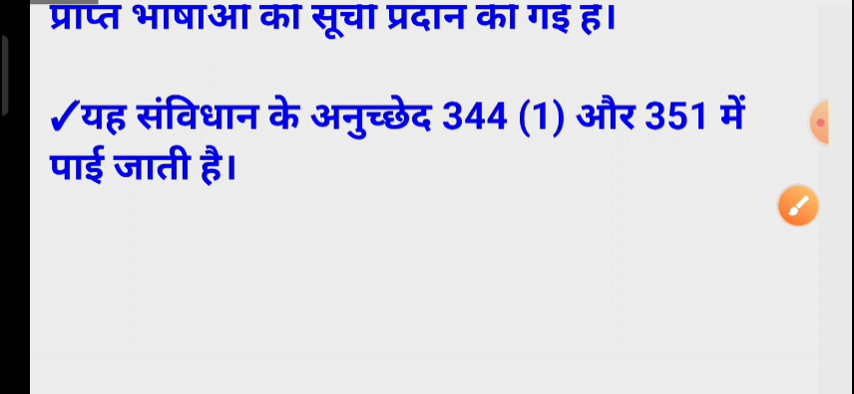 प्राप्त भाषाओं की सूची प्रदान की गई है।
✓यह संविधान के अनुच्छेद 344 (1) और 351 में
पाई जाती है।